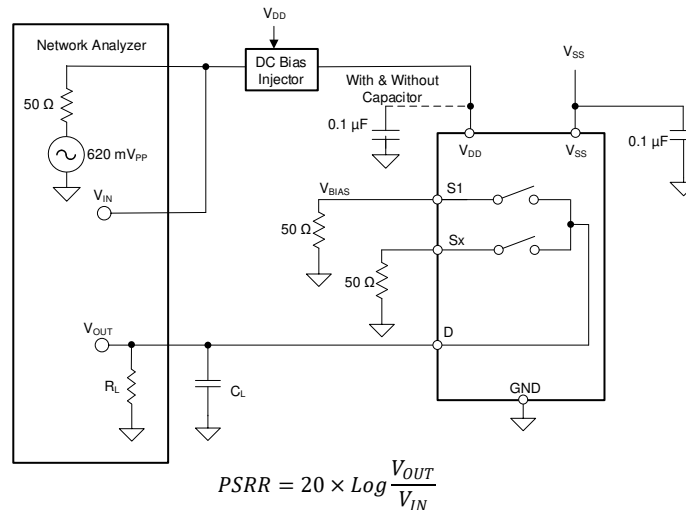 V_DD
Network Analyzer
V_SS
DC Bias
Injector
With & Without
Capacitor
50 Ω
0.1 µF
0.1 µF
620 mV_PP
V_DD
V_SS
V_IN
V_BIAS
S1
50 Ω
Sx
50 Ω
V_OUT
D
R_L
C_L
GND
PSRR = 20 × Log V_OUT / V_IN